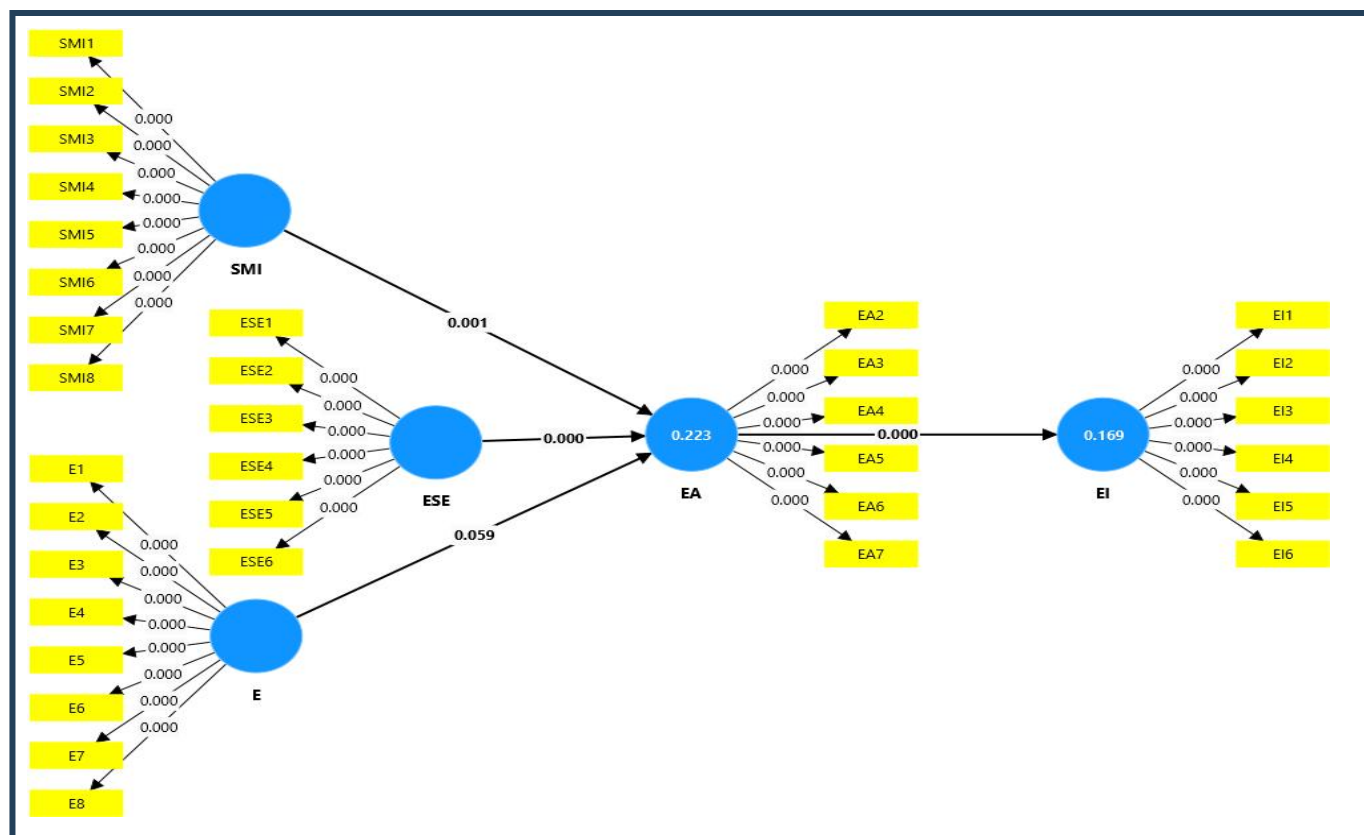 SMI1
SMI2
SMI3
SMI4
SMI5
SMI6
SMI7
SMI8
0.000
0.000
0.000
0.000
0.000
0.000
0.000
0.000
SMI
0.001
ESE1
ESE2
ESE3
ESE4
ESE5
ESE6
0.000
0.000
0.000
0.000
0.000
0.000
ESE
0.000
E1
E2
E3
E4
E5
E6
E7
E8
0.000
0.000
0.000
0.000
0.000
0.000
0.000
0.000
E
0.059
0.223
EA
0.000
0.000
0.000
0.000
0.000
0.000
EA2
EA3
EA4
EA5
EA6
EA7
0.000
0.169
EI
0.000
0.000
0.000
0.000
0.000
0.000
EI1
EI2
EI3
EI4
EI5
EI6